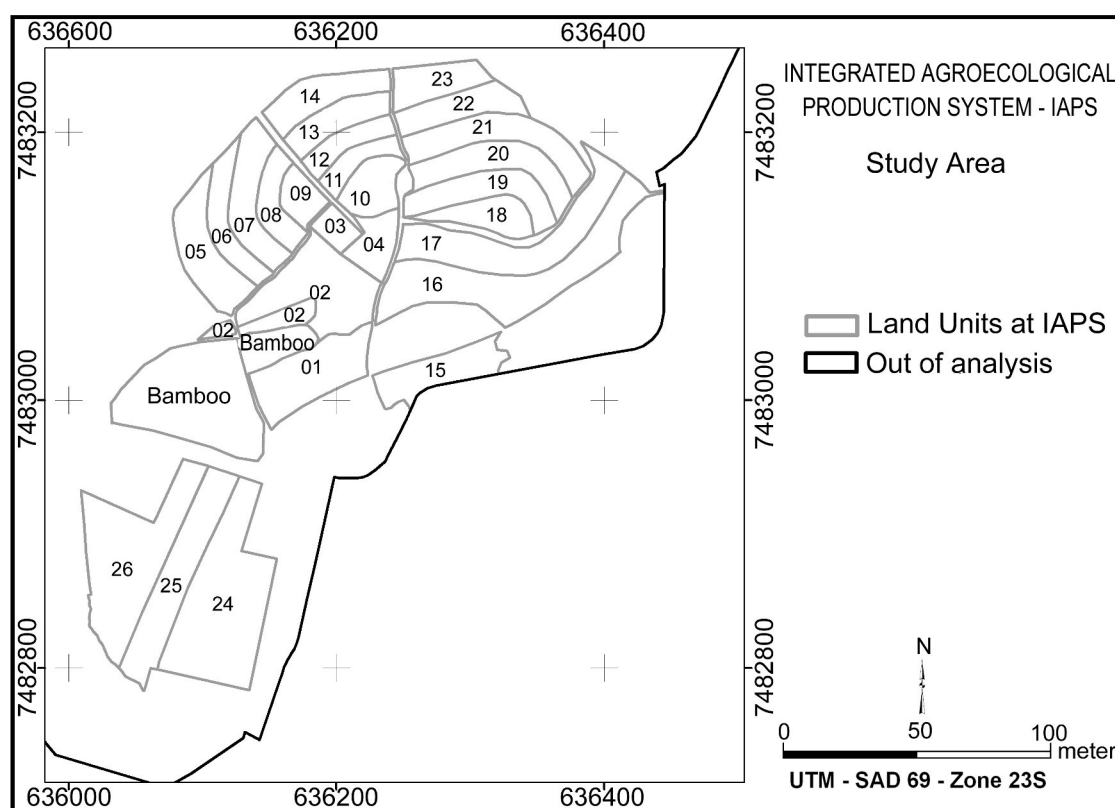 636600 636200 636400
7483200 7483200
7483000 7483000
7482800 7482800
636000 636200 636400
23
14
22
13
21
12
20
11
09
10
19
18
08
03
07
06
04
17
05
16
02
02
02
Bamboo
01
15
Bamboo
26
25
24
INTEGRATED AGROECOLOGICAL
PRODUCTION SYSTEM - IAPS
Study Area
Land Units at IAPS
Out of analysis
N
0 50 100
meter
UTM - SAD 69 - Zone 23S